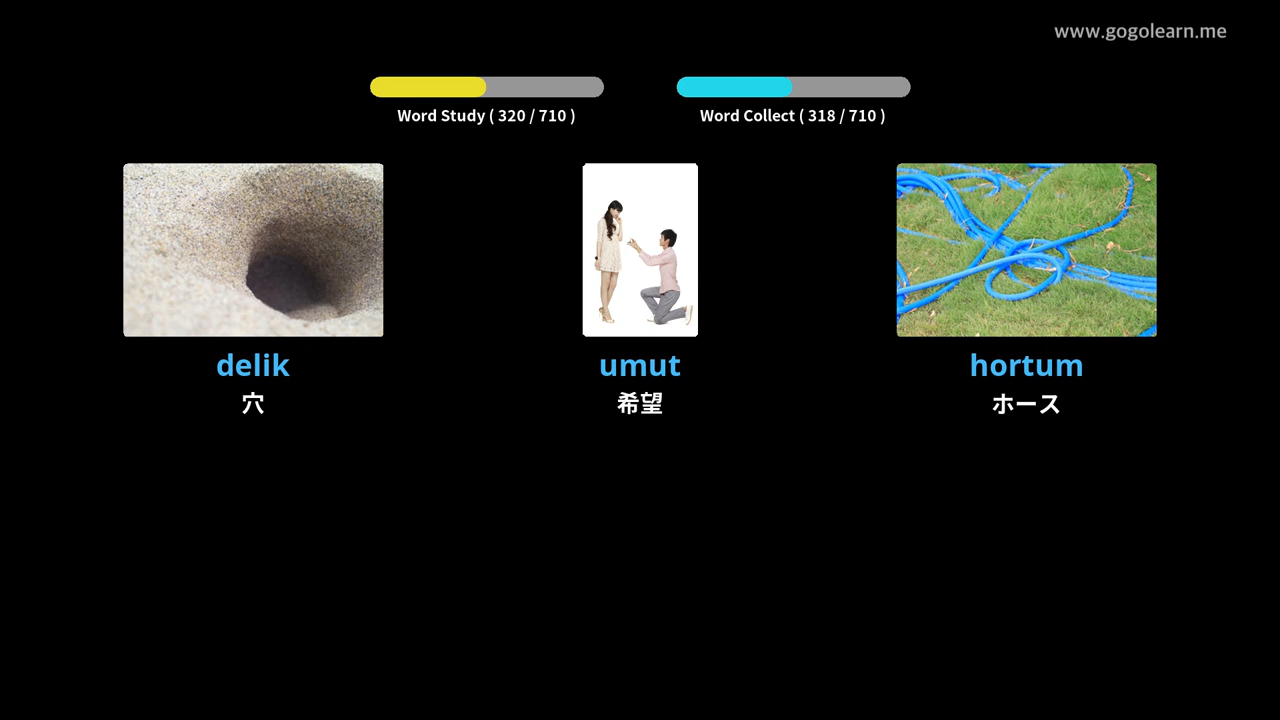 www.gogolearn.me
Word Study ( 320 / 710 )
Word Collect ( 318 / 710 )
delik
穴
umut
希望
hortum
ホース